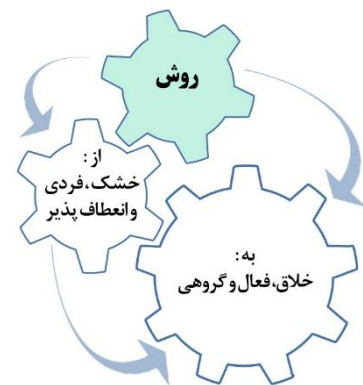 روش
از :
خشک، فردی
وانعطاف پذیر
به :
خلاق، فعال و گروهی